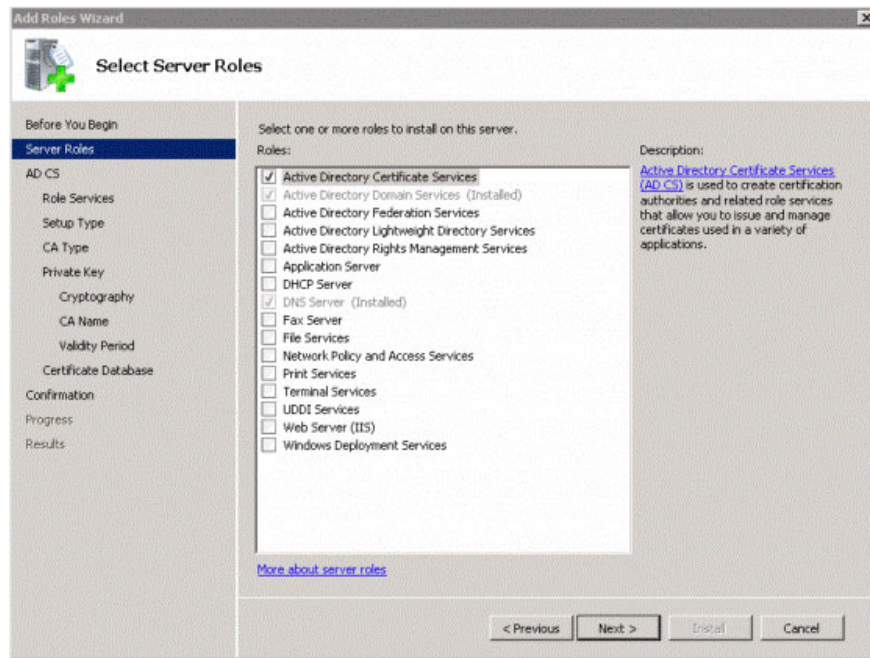 Add Roles Wizard
Select Server Roles
Before You Begin
Server Roles
AD CS
Role Services
Setup Type
CA Type
Private Key
Cryptography
CA Name
Validity Period
Certificate Database
Confirmation
Progress
Results
Select one or more roles to install on this server.
Roles:
Active Directory Certificate Services
Active Directory Domain Services (Installed)
Active Directory Federation Services
Active Directory Lightweight Directory Services
Active Directory Rights Management Services
Application Server
DHCP Server
DNS Server (Installed)
Fax Server
File Services
Network Policy and Access Services
Print Services
Terminal Services
UDDI Services
Web Server (IIS)
Windows Deployment Services
More about server roles
Description:
Active Directory Certificate Services
(AD CS) is used to create certification
authorities and related role services
that allow you to issue and manage
certificates used in a variety of
applications.
< Previous
Next >
Install
Cancel